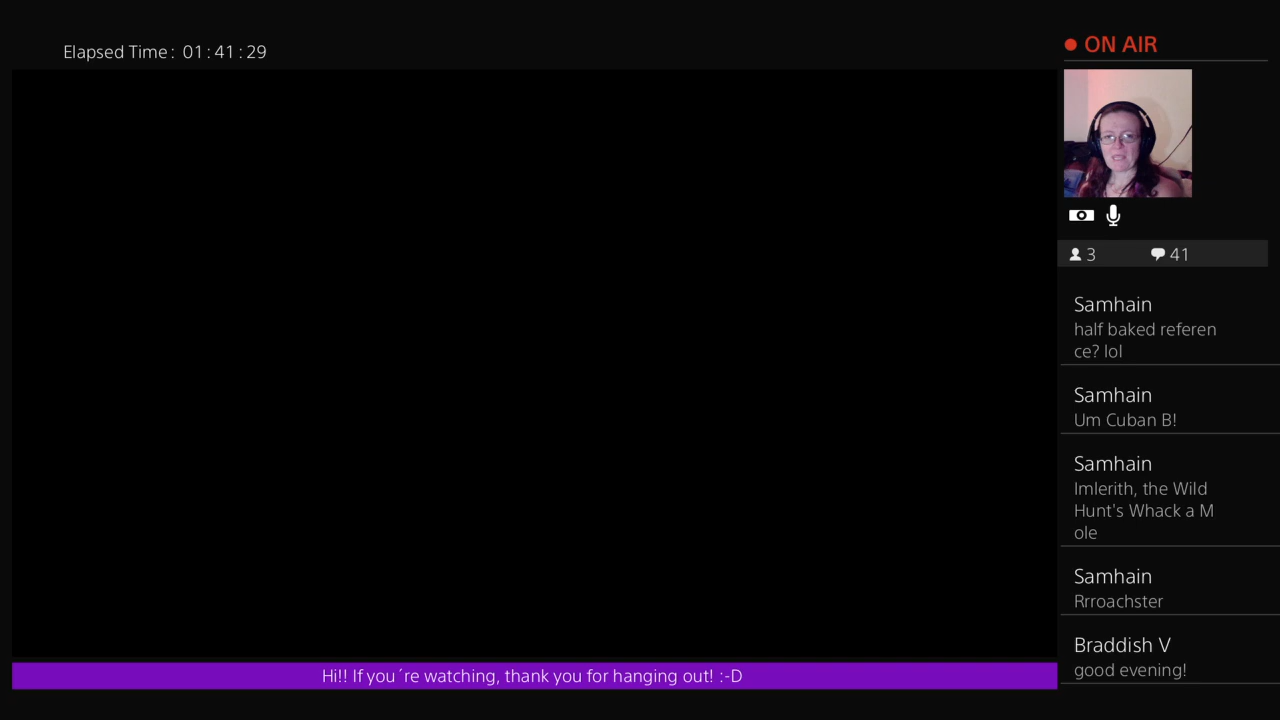 Elapsed Time: 01:41:29
ON AIR
3 41
Samhain
half baked referen
ce? lol
Samhain
Um Cuban B!
Samhain
Imlerith, the Wild
Hunt's Whack a M
ole
Samhain
Rrroachster
Braddish V
good evening!
Hi!! If you´re watching, thank you for hanging out! :-D